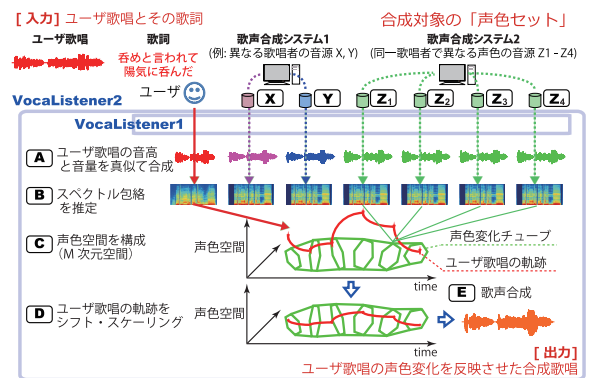 [ 入力 ] ユーザ歌唱とその歌詞
合成対象の「声色セット」
ユーザ歌唱
歌詞
歌声合成システム1
歌声合成システム2
呑めと言われて
陽気に呑んだ
(例: 異なる歌唱者の音源 X, Y)
(同一歌唱者で異なる声色の音源 Z1 - Z4)
ユーザ
X
Y
Z1
Z2
Z3
Z4
VocaListener2
VocaListener1
A ユーザ歌唱の音高
と音量を真似て合成
B スペクトル包絡
を推定
C 声色空間を構成
(M 次元空間)
声色空間
声色変化チューブ
ユーザ歌唱の軌跡
time
D ユーザ歌唱の軌跡を
シフト・スケーリング
声色空間
time
E 歌声合成
[ 出力 ]
ユーザ歌唱の声色変化を反映させた合成歌唱